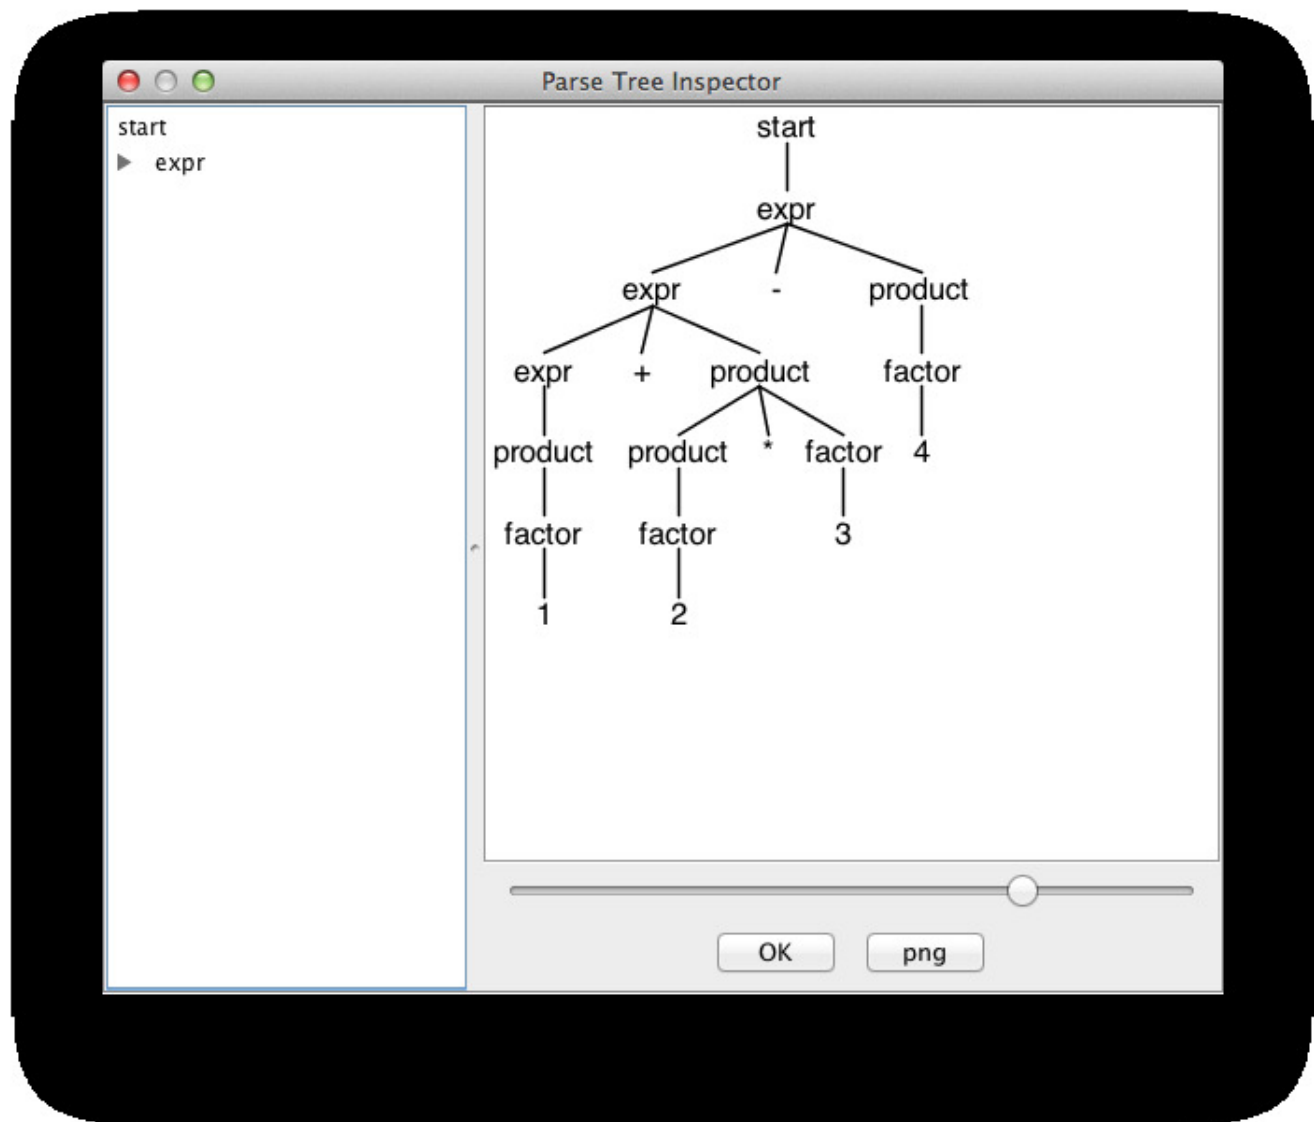 Parse Tree Inspector
start
expr
start
expr
expr - product
expr + product factor
product product * factor 4
factor factor 3
1 2
OK png